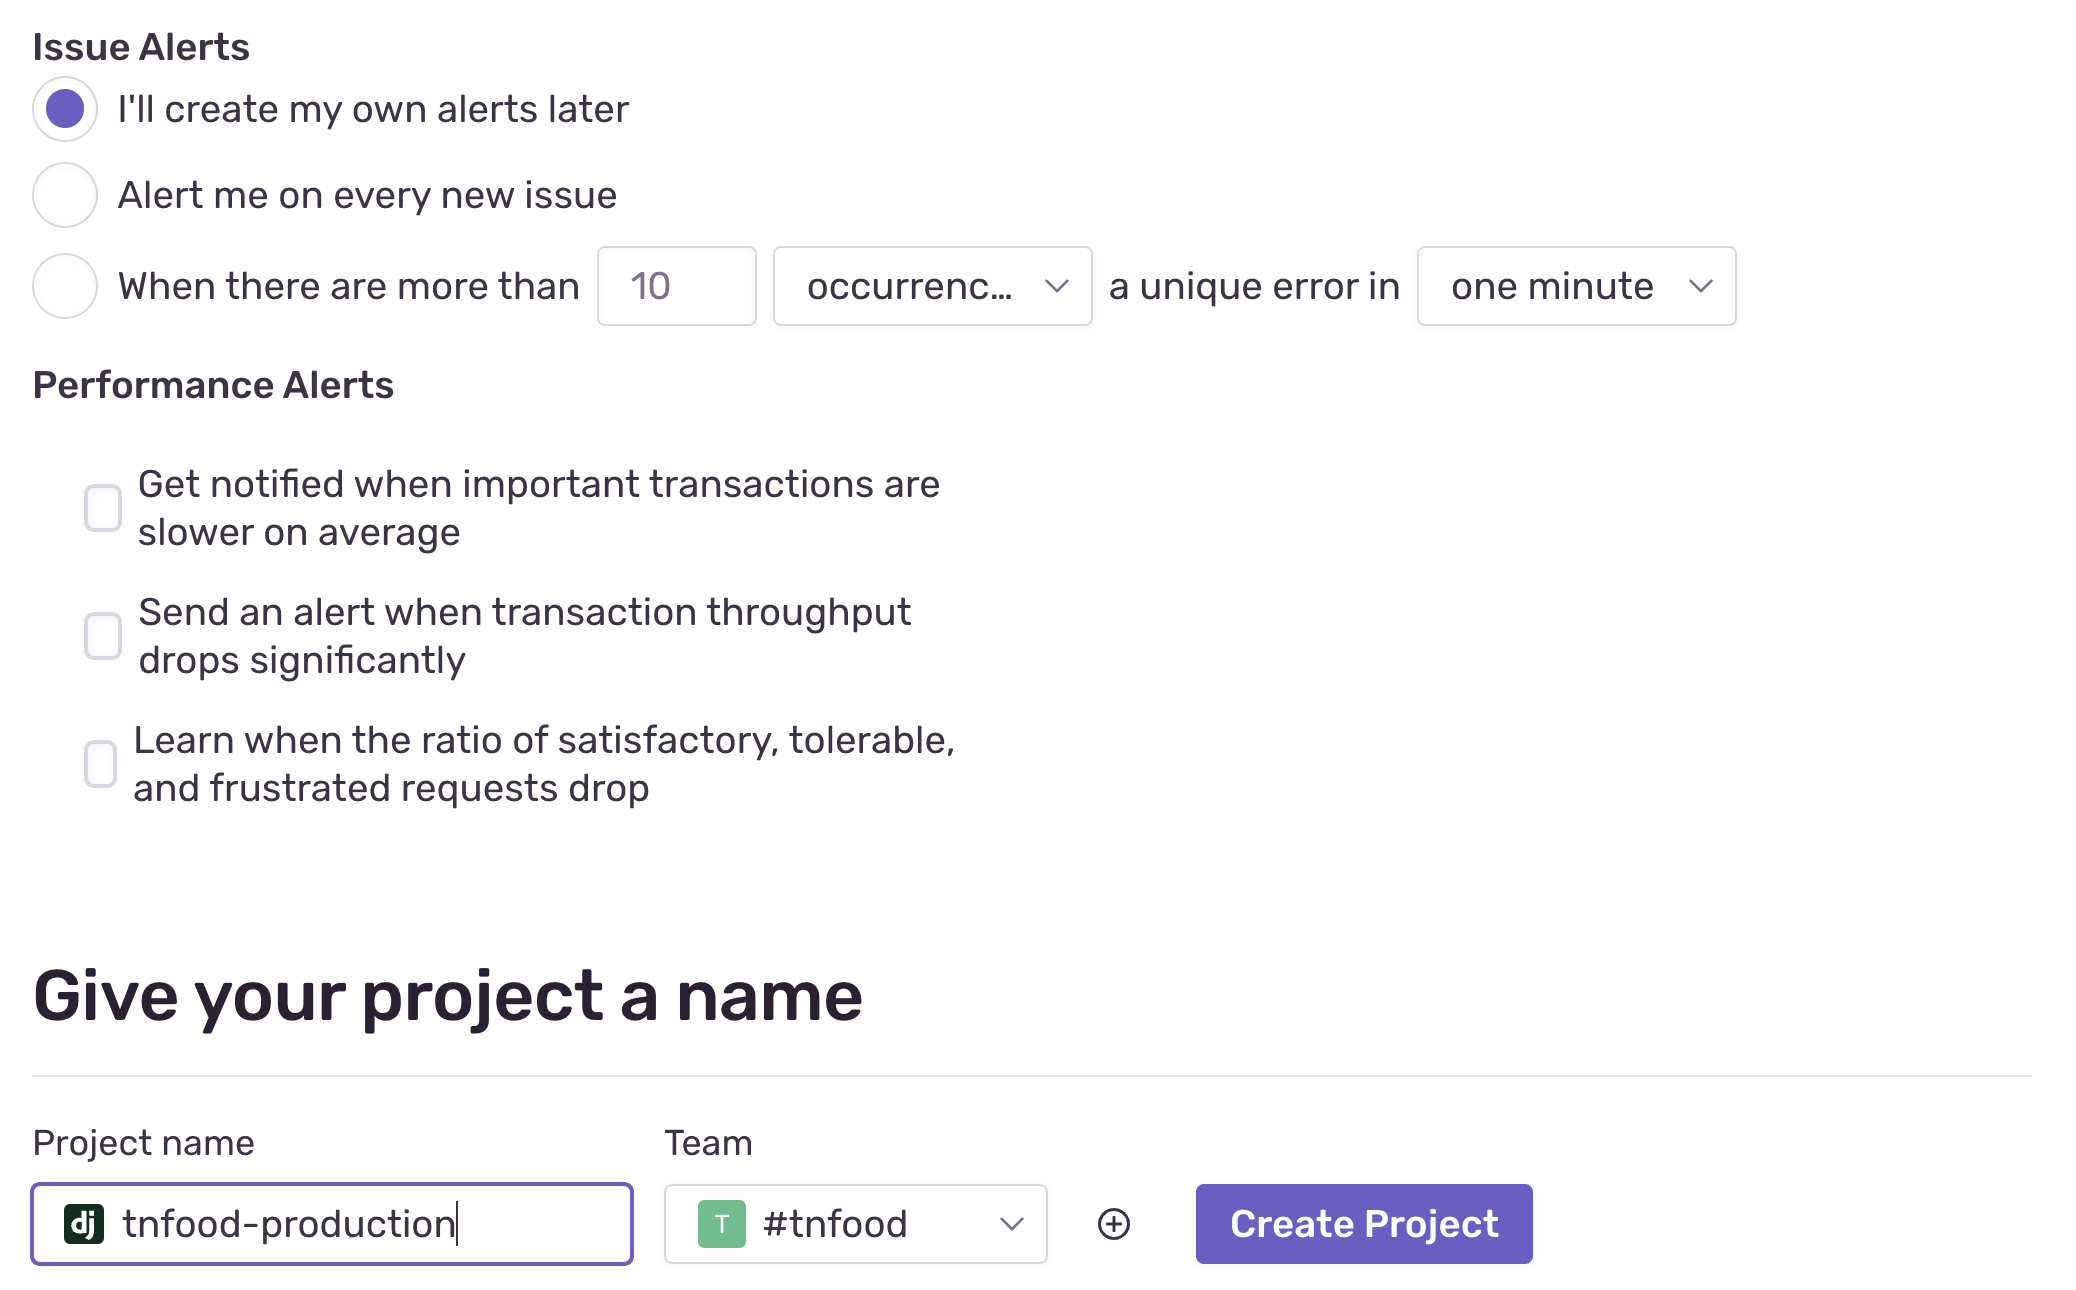 Issue Alerts
I'll create my own alerts later
Alert me on every new issue
When there are more than 10 occurrenc... a unique error in one minute
Performance Alerts
Get notified when important transactions are
slower on average
Send an alert when transaction throughput
drops significantly
Learn when the ratio of satisfactory, tolerable,
and frustrated requests drop
Give your project a name
Project name Team
dj tnfood-production T #tnfood Create Project